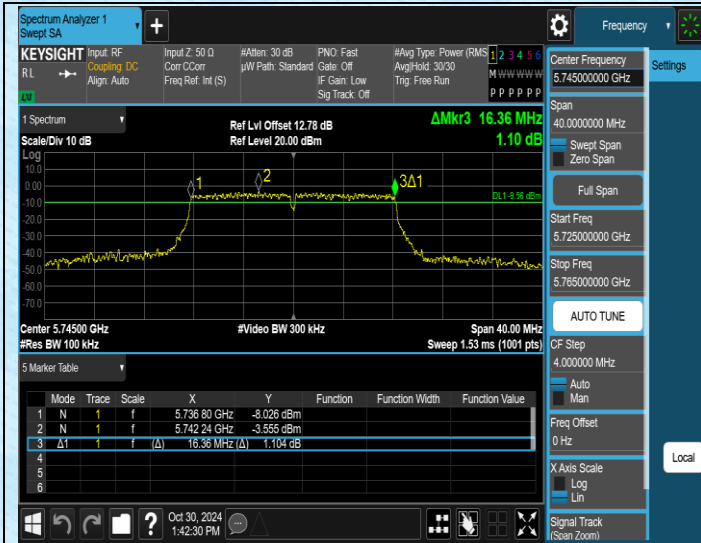 Spectrum Analyzer 1
Swept SA
+
Frequency
KEYSIGHT
RL
LU
Input: RF
Coupling: DC
Align: Auto
Input Z: 50 Ω
Corr CCorr
Freq Ref: Int (S)
#Atten: 30 dB
µW Path: Standard
PNO: Fast
Gate: Off
IF Gain: Low
Sig Track: Off
#Avg Type: Power (RMS
Avg|Hold: 30/30
Trig: Free Run
1 2 3 4 5 6
M W W W W W
P P P P P P
1 Spectrum
Scale/Div 10 dB
Ref Lvl Offset 12.78 dB
Ref Level 20.00 dBm
ΔMkr3 16.36 MHz
1.10 dB
Log
10.0
0.00
-10.0
-20.0
-30.0
-40.0
-50.0
-60.0
-70.0
1
2
3Δ1
DL1 -9.56 dBm
Center 5.74500 GHz
#Video BW 300 kHz
Span 40.00 MHz
#Res BW 100 kHz
Sweep 1.53 ms (1001 pts)
5 Marker Table
Mode Trace Scale X Y Function Function Width Function Value
1 N 1 f 5.736 80 GHz -8.026 dBm
2 N 1 f 5.742 24 GHz -3.555 dBm
3 Δ1 1 f (Δ) 16.36 MHz (Δ) 1.104 dB
4
5
6
?
Oct 30, 2024
1:42:30 PM
Center Frequency
5.745000000 GHz
Span
40.0000000 MHz
Swept Span
Zero Span
Full Span
Start Freq
5.725000000 GHz
Stop Freq
5.765000000 GHz
AUTO TUNE
CF Step
4.000000 MHz
Auto
Man
Freq Offset
0 Hz
X Axis Scale
Log
Lin
Signal Track
(Span Zoom)
Settings
Local